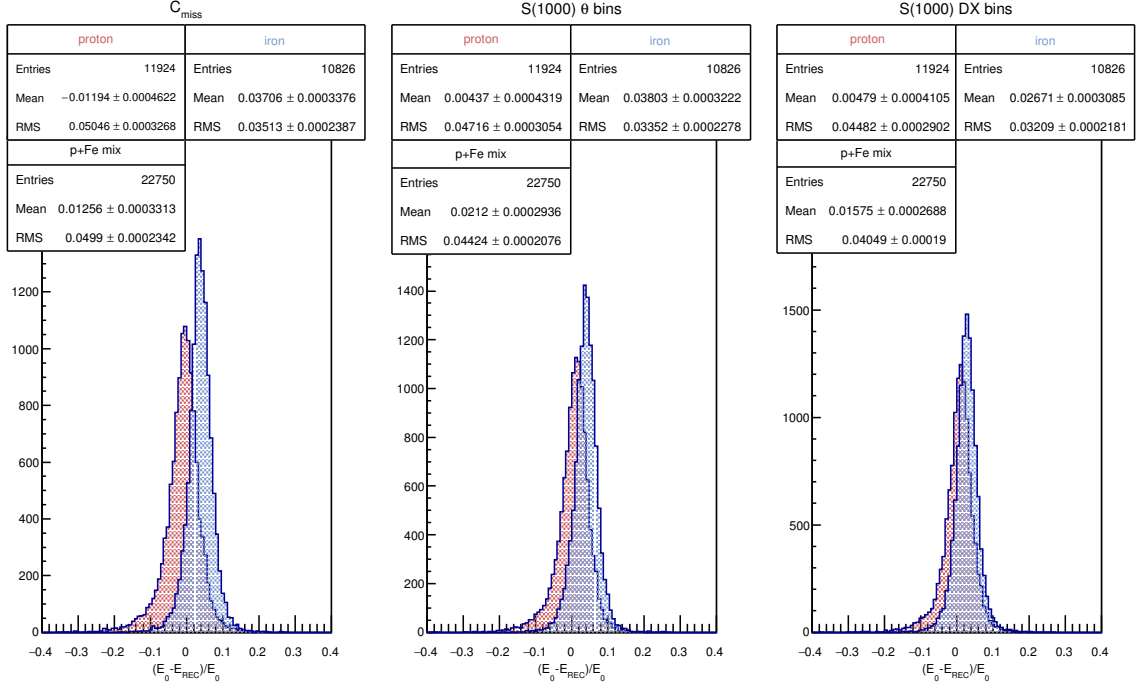 C_miss
proton iron
Entries 11924 Entries 10826
Mean −0.01194 ± 0.0004622 Mean 0.03706 ± 0.0003376
RMS 0.05046 ± 0.0003268 RMS 0.03513 ± 0.0002387
p+Fe mix
Entries 22750
Mean 0.01256 ± 0.0003313
RMS 0.0499 ± 0.0002342
1200
1000
800
600
400
200
0
−0.4 −0.3 −0.2 −0.1 0 0.1 0.2 0.3 0.4
(E_0-E_REC)/E_0
S(1000) θ bins
proton iron
Entries 11924 Entries 10826
Mean 0.00437 ± 0.0004319 Mean 0.03803 ± 0.0003222
RMS 0.04716 ± 0.0003054 RMS 0.03352 ± 0.0002278
p+Fe mix
Entries 22750
Mean 0.0212 ± 0.0002936
RMS 0.04424 ± 0.0002076
1400
1200
1000
800
600
400
200
0
−0.4 −0.3 −0.2 −0.1 0 0.1 0.2 0.3 0.4
(E_0-E_REC)/E_0
S(1000) DX bins
proton iron
Entries 11924 Entries 10826
Mean 0.00479 ± 0.0004105 Mean 0.02671 ± 0.0003085
RMS 0.04482 ± 0.0002902 RMS 0.03209 ± 0.0002181
p+Fe mix
Entries 22750
Mean 0.01575 ± 0.0002688
RMS 0.04049 ± 0.00019
1500
1000
500
0
−0.4 −0.3 −0.2 −0.1 0 0.1 0.2 0.3 0.4
(E_0-E_REC)/E_0